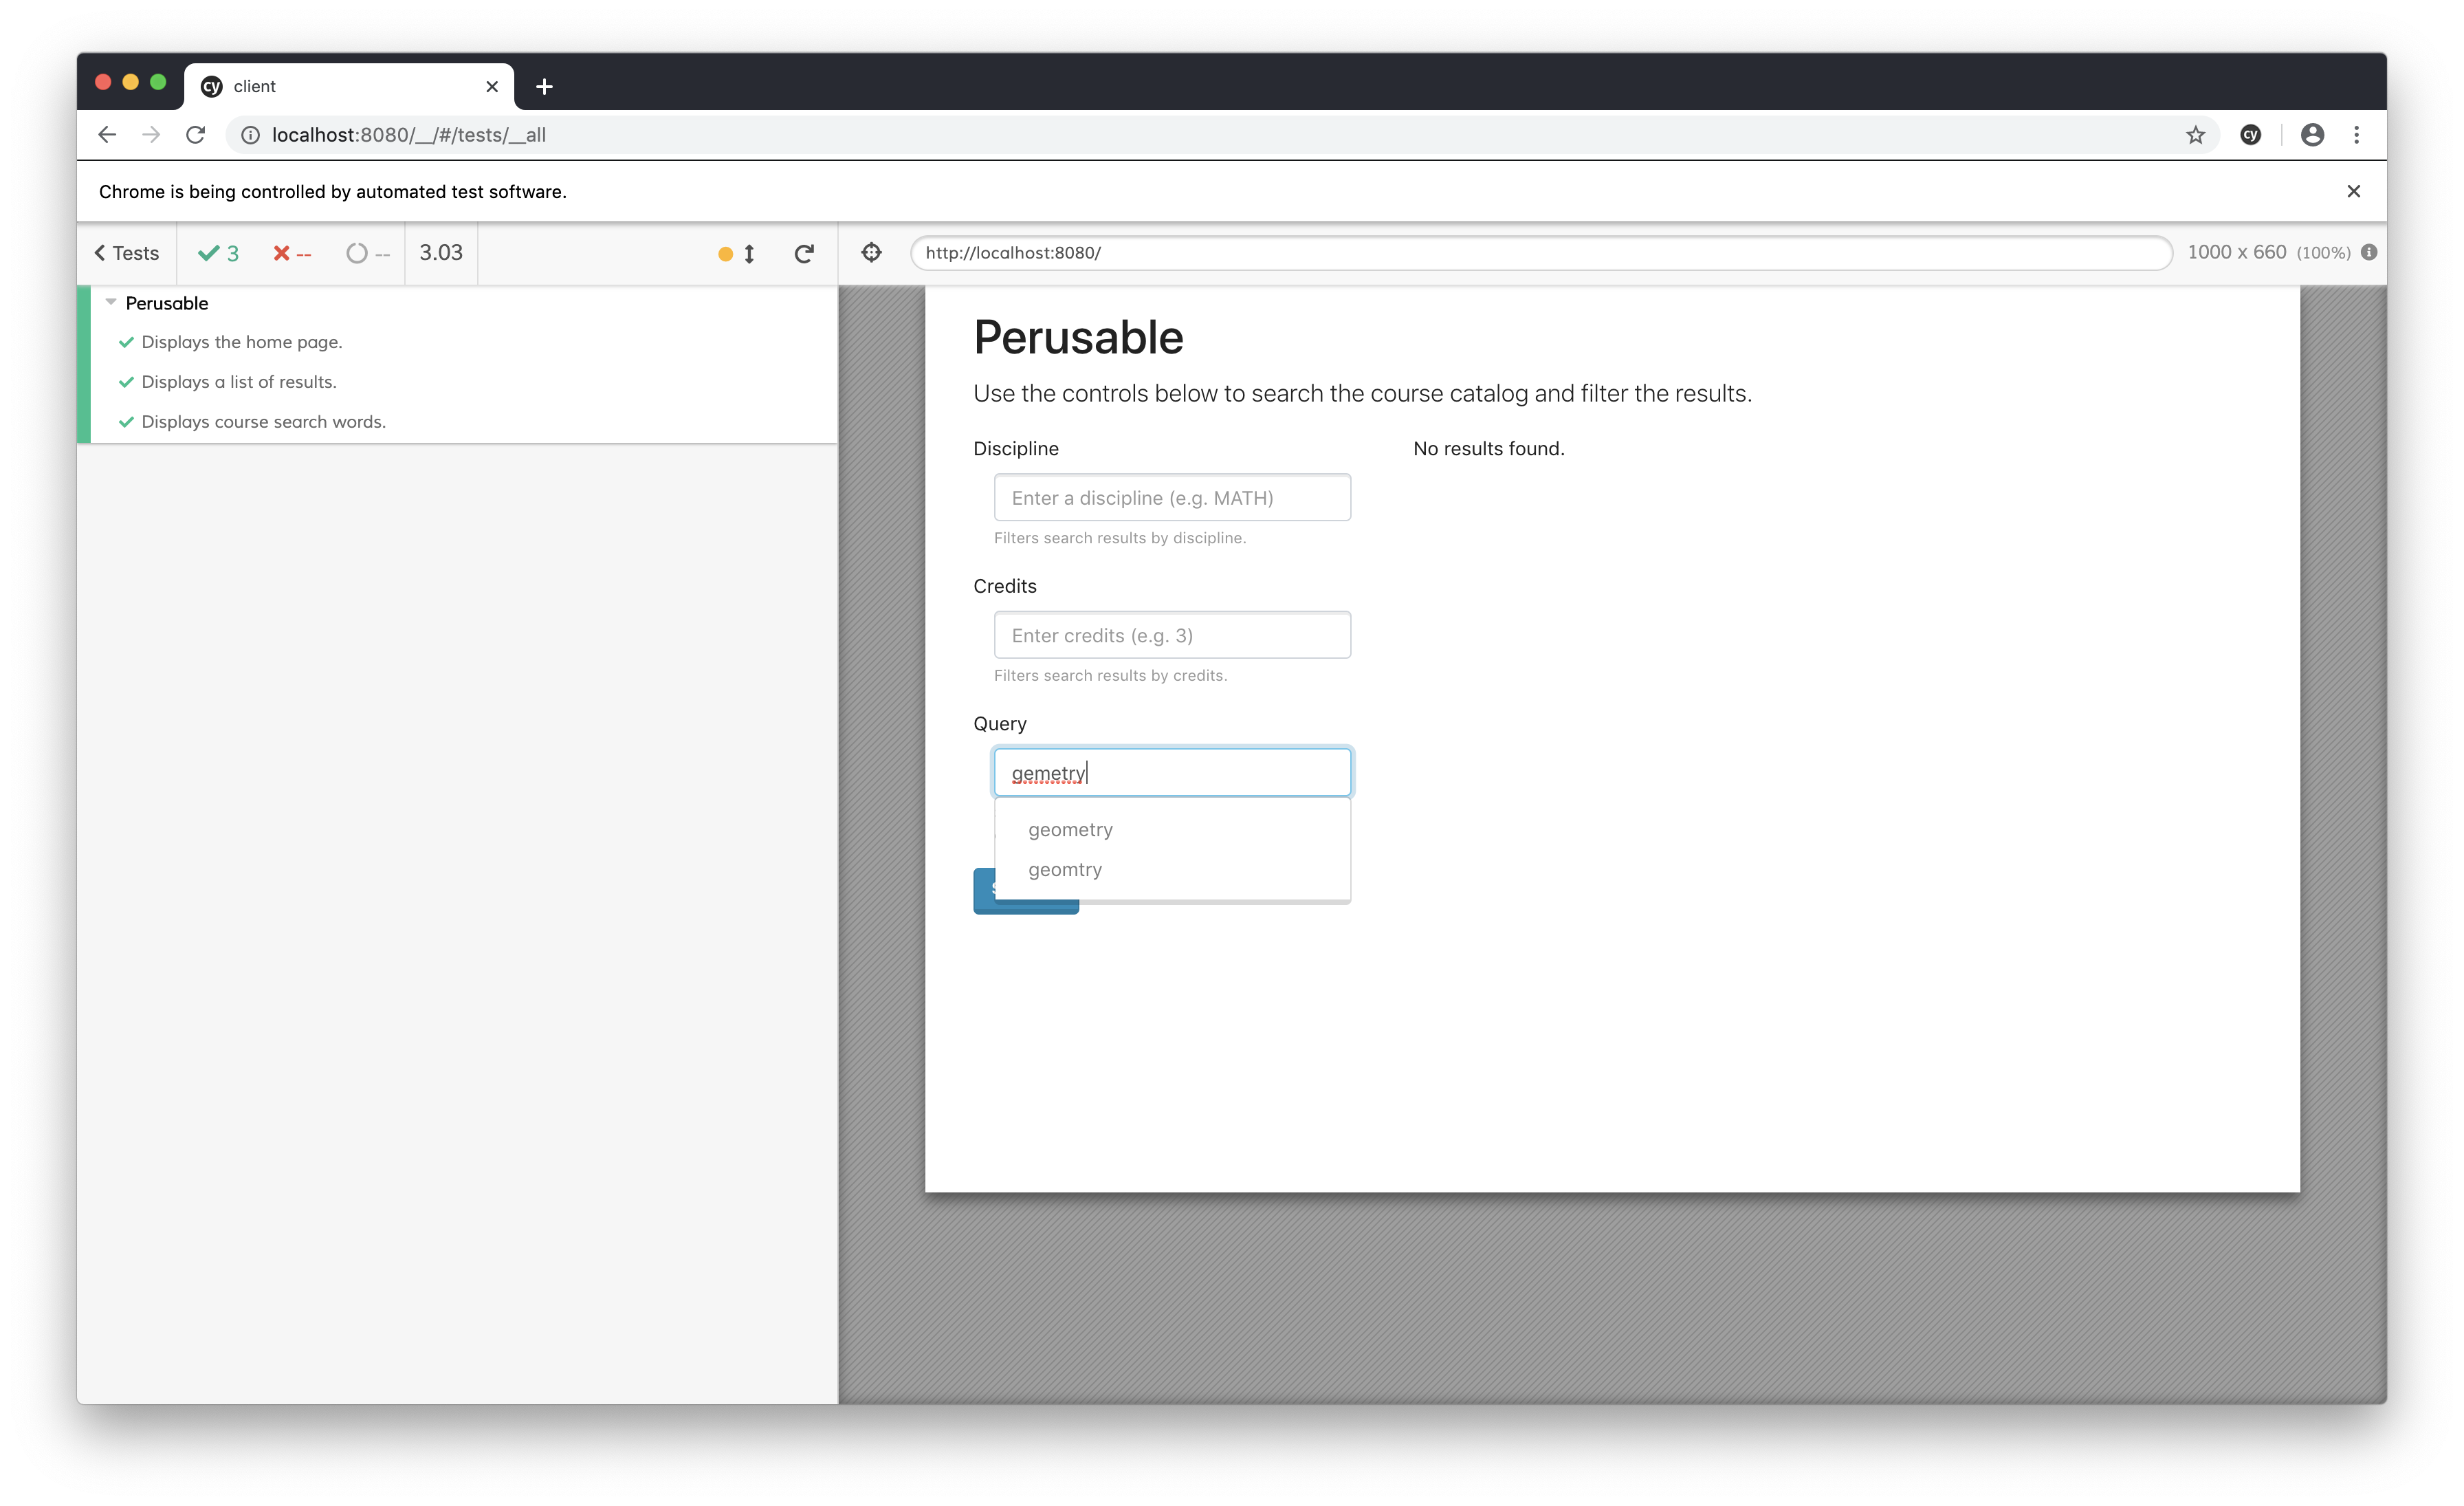 cy client
localhost:8080/__/#/tests/__all
cy
Chrome is being controlled by automated test software.
Tests
3
--
--
3.03
http://localhost:8080/
1000 x 660 (100%)
Perusable
Displays the home page.
Displays a list of results.
Displays course search words.
Perusable
Use the controls below to search the course catalog and filter the results.
Discipline
Enter a discipline (e.g. MATH)
Filters search results by discipline.
Credits
Enter credits (e.g. 3)
Filters search results by credits.
Query
gemetry
geometry
geomtry
No results found.